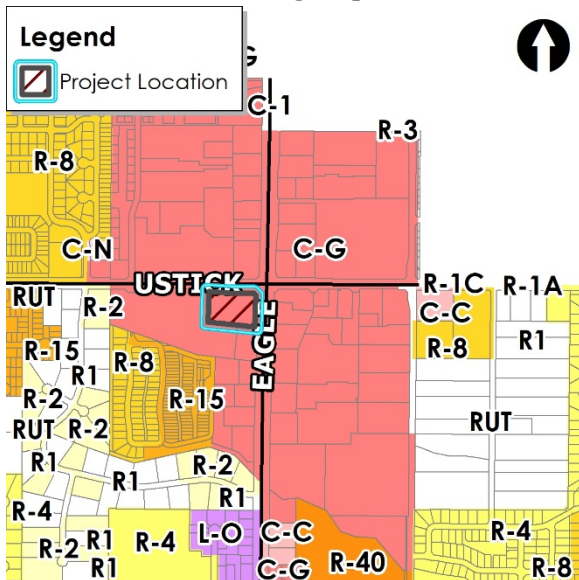 Legend
Project Location
G
C-1
R-3
R-8
C-N
C-G
USTICK
RUT
R-2
R-1C
R-1A
C-C
EAGLE
R-15
R-8
R-8
R1
R1
R-2
R-15
RUT
RUT
R-2
R1
R1
R-2
R1
R-4
L-O
C-C
R-4
R-2
R1
R-4
R-40
R1
C-G
R-8